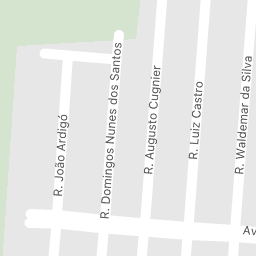 R. João Ardigó
R. Domingos Nunes dos Santos
R. Augusto Cugnier
R. Luiz Castro
R. Waldemar da Silva
Av